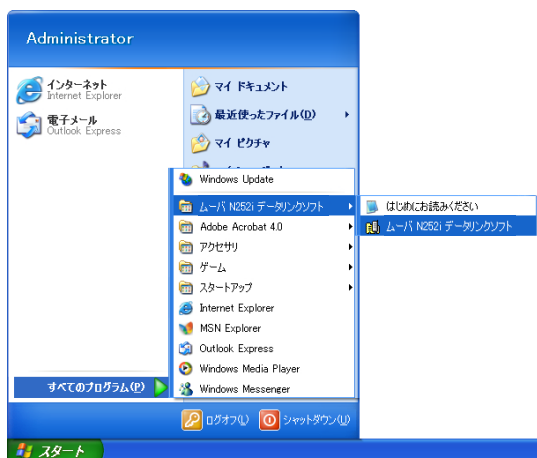 Administrator
インターネット
Internet Explorer
電子メール
Outlook Express
マイ ドキュメント
最近使ったファイル(D)
マイ ピクチャ
Windows Update
ムーバ N252i データリンクソフト
Adobe Acrobat 4.0
アクセサリ
ゲーム
スタートアップ
Internet Explorer
MSN Explorer
Outlook Express
Windows Media Player
Windows Messenger
はじめにお読みください
ムーバ N252i データリンクソフト
すべてのプログラム(P)
ログオフ(L)
シャットダウン(U)
スタート